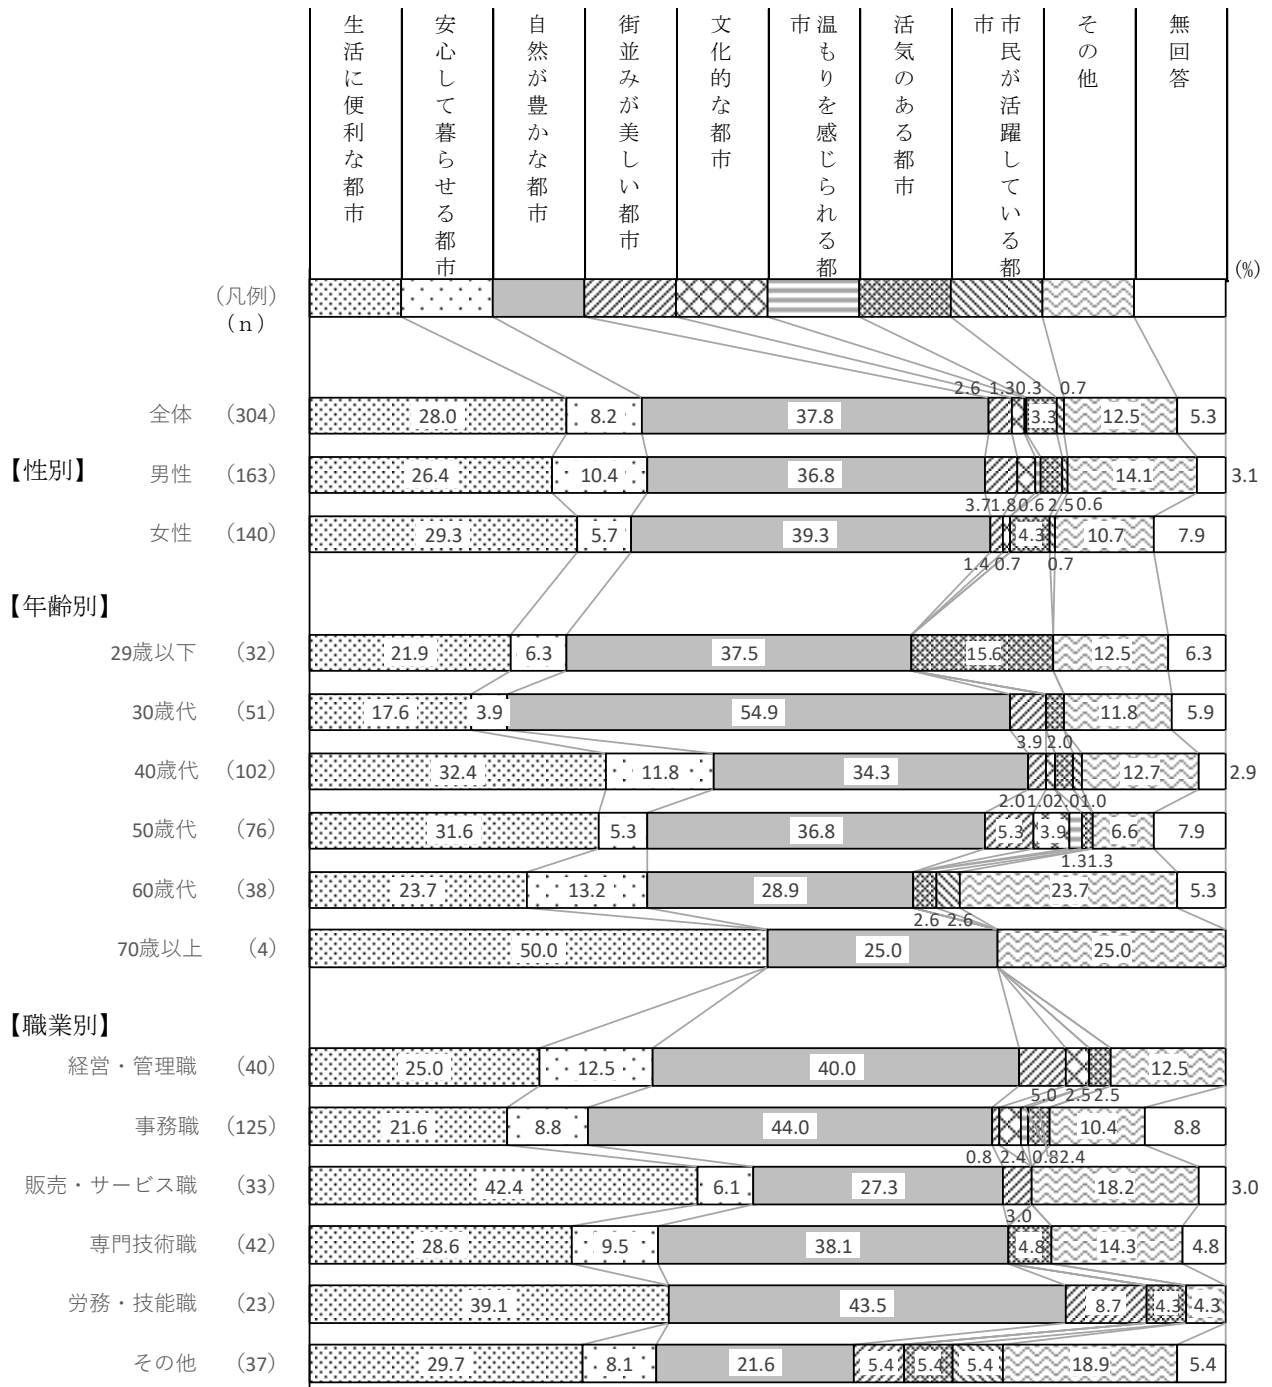 生活に便利な都市
安心して暮らせる都市
自然が豊かな都市
街並みが美しい都市
文化的な都市
温もりを感じられる都市
活気のある都市
市民が活躍している都市
その他
無回答
(%)
(凡例)
(ｎ)
2.6 1.3 0.3 0.7
全体 (304) 28.0 8.2 37.8 3.3 12.5 5.3
【性別】 男性 (163) 26.4 10.4 36.8 14.1 3.1
3.7 1.8 0.6 2.5 0.6
女性 (140) 29.3 5.7 39.3 4.3 10.7 7.9
1.4 0.7 0.7
【年齢別】
29歳以下 (32) 21.9 6.3 37.5 15.6 12.5 6.3
30歳代 (51) 17.6 3.9 54.9 11.8 5.9
3.9 2.0
40歳代 (102) 32.4 11.8 34.3 12.7 2.9
2.0 1.0 2.0 1.0
50歳代 (76) 31.6 5.3 36.8 5.3 3.9 6.6 7.9
1.3 1.3
60歳代 (38) 23.7 13.2 28.9 23.7 5.3
2.6 2.6
70歳以上 (4) 50.0 25.0 25.0
【職業別】
経営・管理職 (40) 25.0 12.5 40.0 12.5
5.0 2.5 2.5
事務職 (125) 21.6 8.8 44.0 10.4 8.8
0.8 2.4 0.8 2.4
販売・サービス職 (33) 42.4 6.1 27.3 18.2 3.0
3.0
専門技術職 (42) 28.6 9.5 38.1 4.8 14.3 4.8
労務・技能職 (23) 39.1 43.5 8.7 4.3 4.3
その他 (37) 29.7 8.1 21.6 5.4 5.4 5.4 18.9 5.4